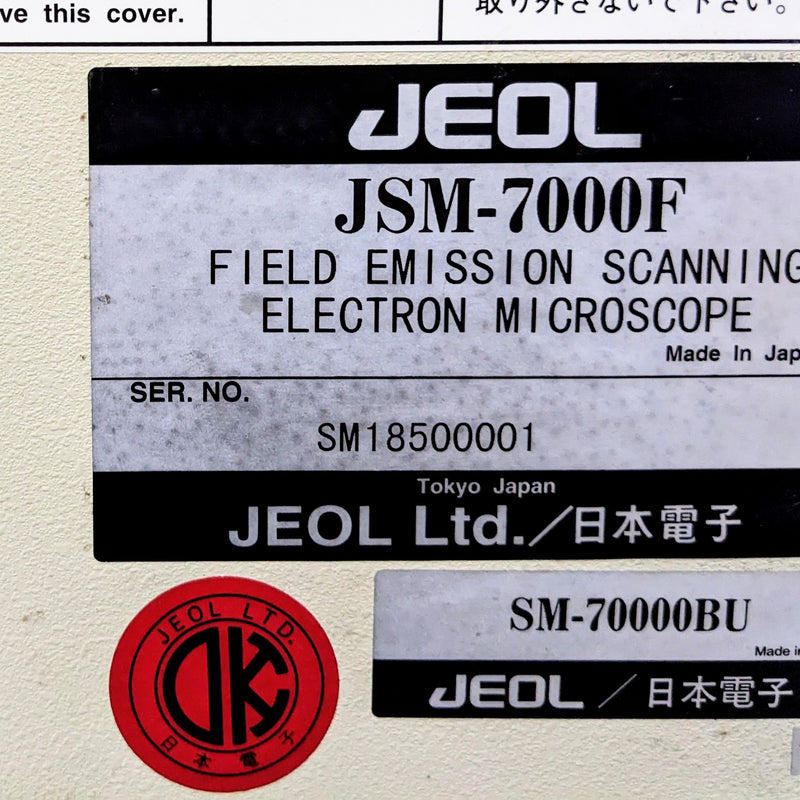 ve this cover.
取り外さないで下さい。
JEOL
JSM-7000F
FIELD EMISSION SCANNING
ELECTRON MICROSCOPE
Made In Jap
SER. NO.
SM18500001
Tokyo Japan
JEOL Ltd./日本電子
JEOL LTD.
OK
日本電子
SM-70000BU
Made in
JEOL / 日本電子